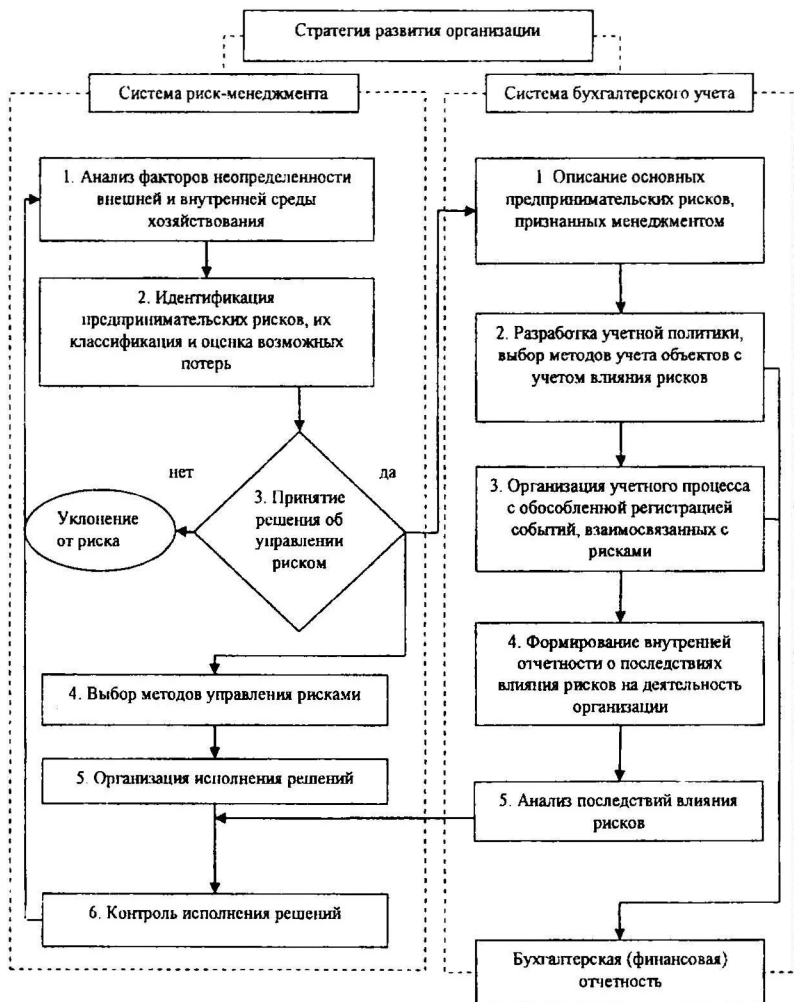 Стратегия развития организации
Система риск-менеджмента
1. Анализ факторов неопределенности
внешней и внутренней среды
хозяйствования
2. Идентификация
предпринимательских рисков, их
классификация и оценка возможных
потерь
нет
да
3. Принятие
решения об
управлении
риском
Уклонение
от риска
4. Выбор методов управления рисками
5. Организация исполнения решений
6. Контроль исполнения решений
Система бухгалтерского учета
1 Описание основных
предпринимательских рисков,
признанных менеджментом
2. Разработка учетной политики,
выбор методов учета объектов с
учетом влияния рисков
3. Организация учетного процесса
с обособленной регистрацией
событий, взаимосвязанных с
рисками
4. Формирование внутренней
отчетности о последствиях
влияния рисков на деятельность
организации
5. Анализ последствий влияния
рисков
Бухгалтерская (финансовая)
отчетность